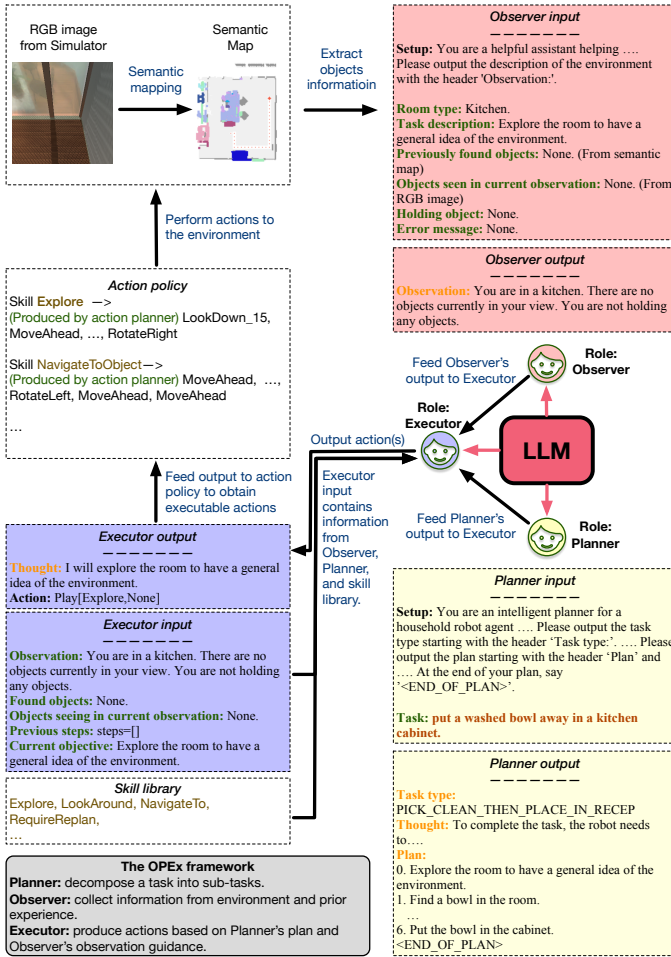 RGB image
from Simulator
Semantic
Map
Semantic
mapping
Extract
objects
informatioin
Observer input
Setup: You are a helpful assistant helping ….
Please output the description of the environment
with the header 'Observation:'.
Room type: Kitchen.
Task description: Explore the room to have a
general idea of the environment.
Previously found objects: None. (From semantic
map)
Objects seen in current observation: None. (From
RGB image)
Holding object: None.
Error message: None.
Perform actions to
the environment
Observer output
Observation: You are in a kitchen. There are no
objects currently in your view. You are not holding
any objects.
Action policy
Skill Explore —>
(Produced by action planner) LookDown_15,
MoveAhead, …, RotateRight
Skill NavigateToObject—>
(Produced by action planner) MoveAhead, …,
RotateLeft, MoveAhead, MoveAhead
…
Feed Observer's
output to Executor
Role:
Observer
Role:
Executor
LLM
Output action(s)
Feed Planner's
output to Executor
Role:
Planner
Executor
input
contains
information
from
Observer,
Planner,
and skill
library.
Feed output to action
policy to obtain
executable actions
Executor output
Thought: I will explore the room to have a general
idea of the environment.
Action: Play[Explore,None]
Executor input
Observation: You are in a kitchen. There are no
objects currently in your view. You are not holding
any objects.
Found objects: None.
Objects seeing in current observation: None.
Previous steps: steps=[]
Current objective: Explore the room to have a
general idea of the environment.
Skill library
Explore, LookAround, NavigateTo,
RequireReplan,
…
Planner input
Setup: You are an intelligent planner for a
household robot agent …. Please output the task
type starting with the header 'Task type:'. …. Please
output the plan starting with the header 'Plan' and
…. At the end of your plan, say
'<END_OF_PLAN>'.
Task: put a washed bowl away in a kitchen
cabinet.
Planner output
Task type:
PICK_CLEAN_THEN_PLACE_IN_RECEP
Thought: To complete the task, the robot needs
to….
Plan:
0. Explore the room to have a general idea of the
environment.
1. Find a bowl in the room.
…
6. Put the bowl in the cabinet.
<END_OF_PLAN>
The OPEx framework
Planner: decompose a task into sub-tasks.
Observer: collect information from environment and prior
experience.
Executor: produce actions based on Planner's plan and
Observer's observation guidance.